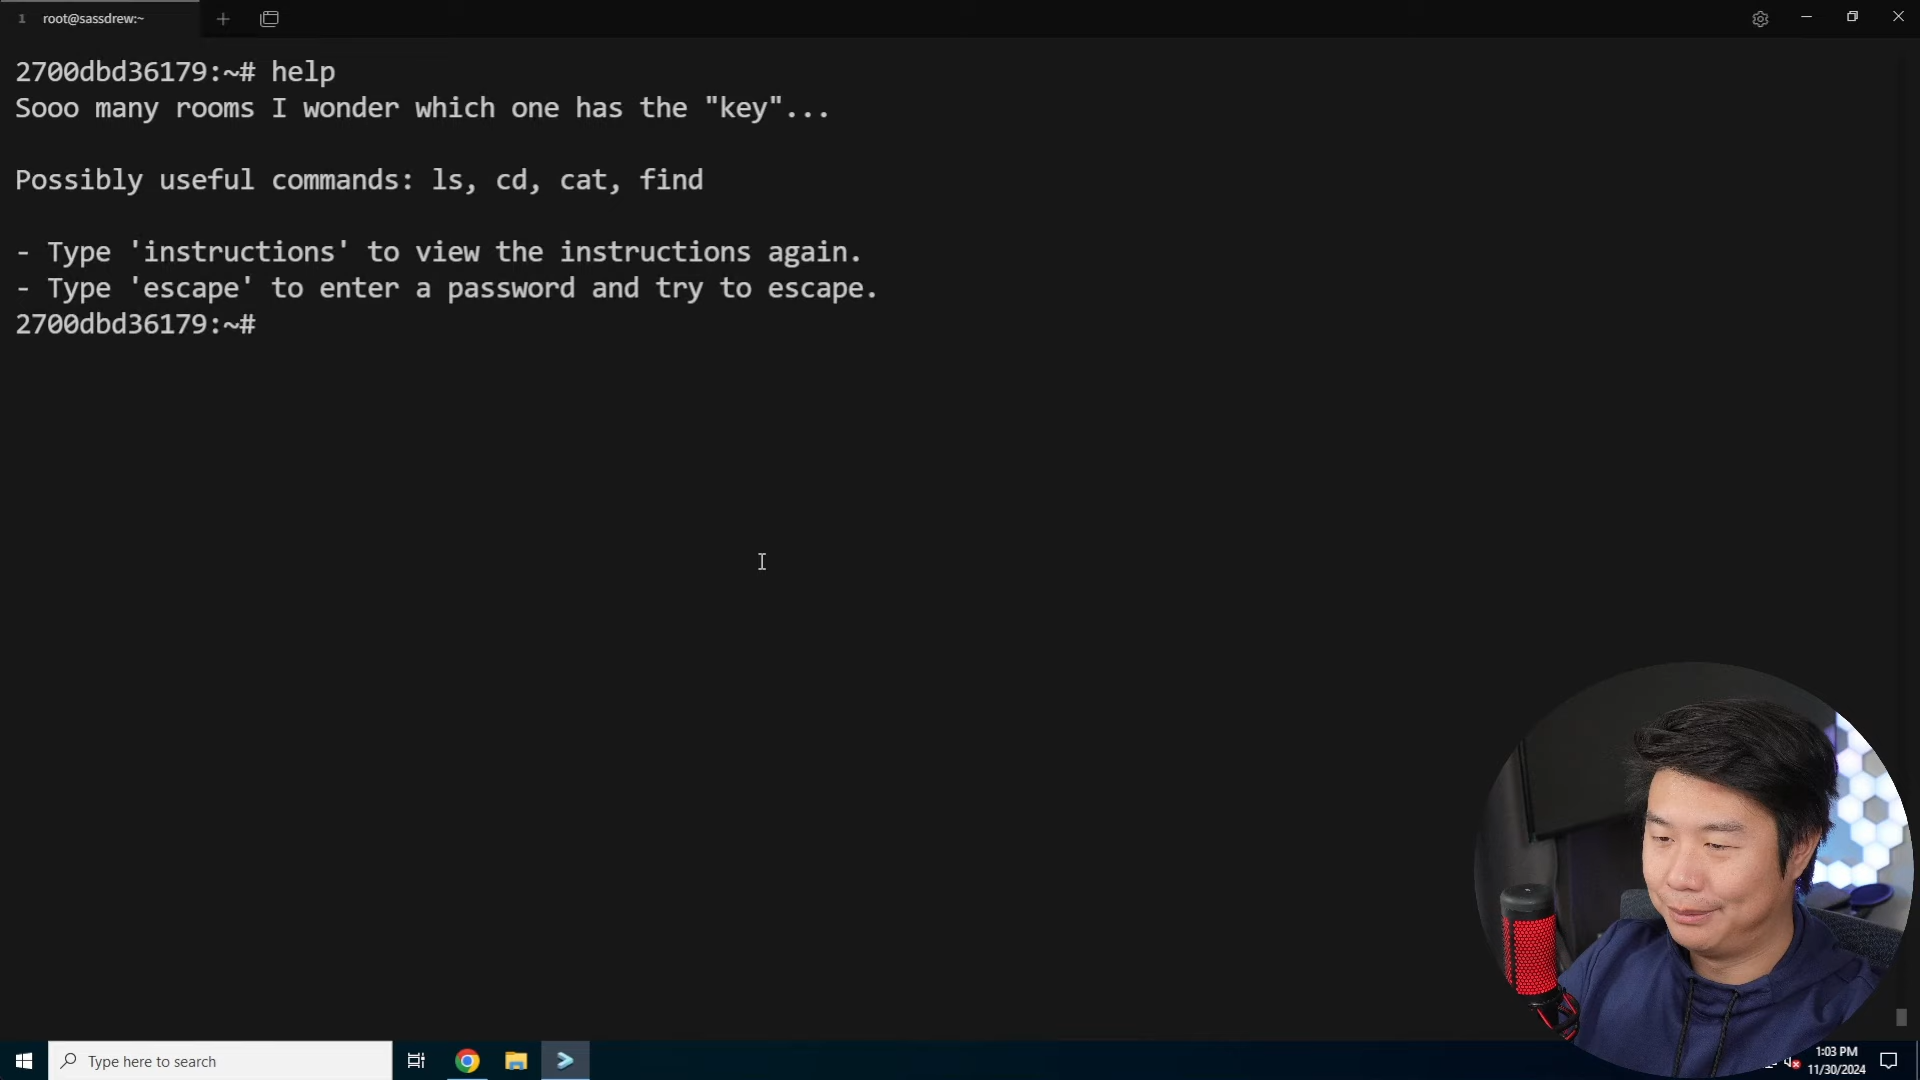 1 root@sassdrew:~
2700dbd36179:~# help
Sooo many rooms I wonder which one has the "key"...
Possibly useful commands: ls, cd, cat, find
- Type 'instructions' to view the instructions again.
- Type 'escape' to enter a password and try to escape.
2700dbd36179:~#
Type here to search
1:03 PM
11/30/2024